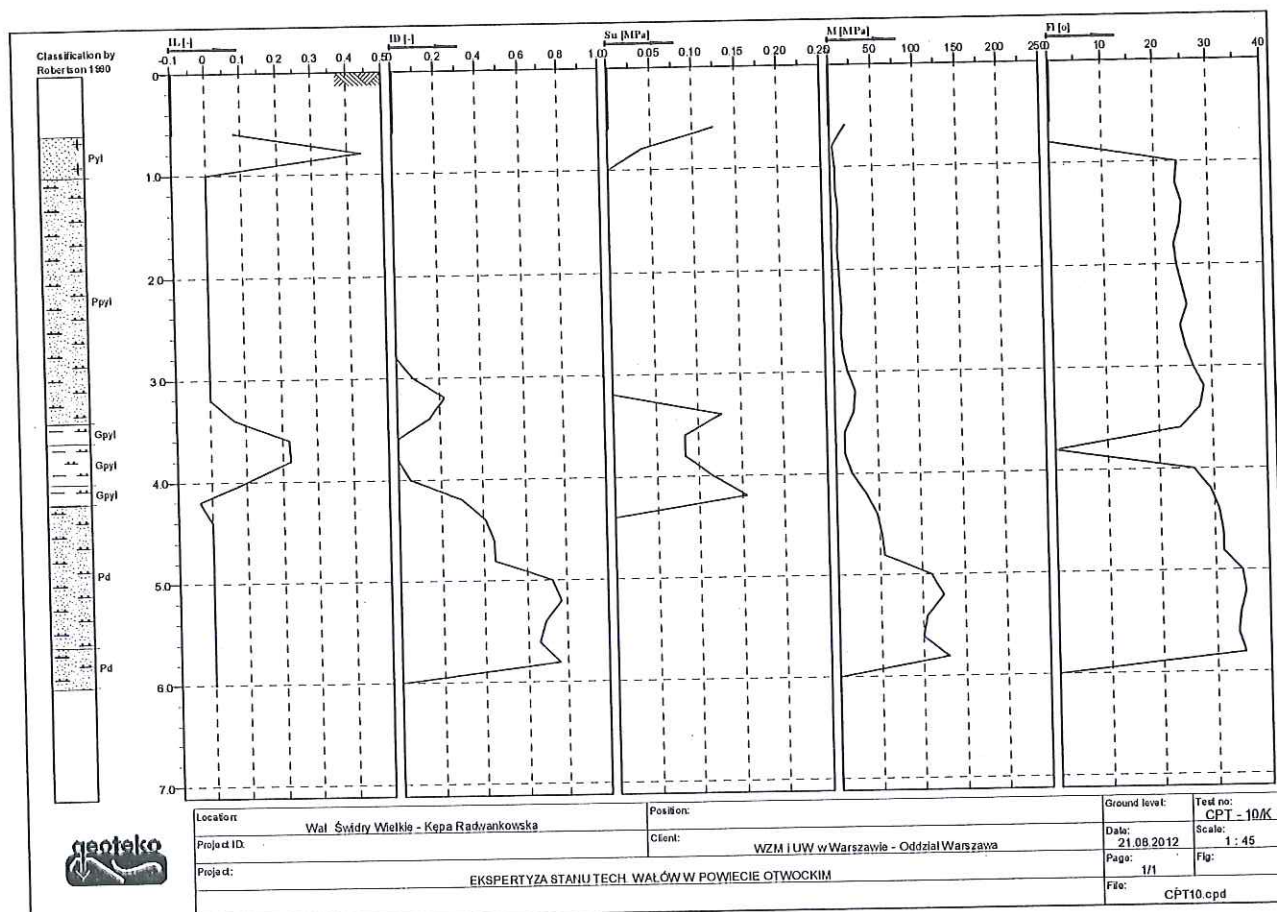 Classification by
Robertson 1990
IL [-]
-0.1 0 0.1 0.2 0.3 0.4 0.5
ID [-]
0 0.2 0.4 0.6 0.8 1.0
Su [MPa]
0 0.05 0.10 0.15 0.20 0.25
M [MPa]
0 50 100 150 200 250
Fi [o]
0 10 20 30 40
0
1.0
2.0
3.0
4.0
5.0
6.0
7.0
Pyl
Ppyl
Gpyl
Gpyl
Gpyl
Pd
Pd
geoteko
Location:
Wał Świdry Wielkie - Kępa Radwankowska
Position:
Ground level:
Test no:
CPT - 10/K
Project ID:
Client:
WZM i UW w Warszawie - Oddział Warszawa
Date:
21.08.2012
Scale:
1 : 45
Project:
EKSPERTYZA STANU TECH. WAŁÓW W POWIECIE OTWOCKIM
Page:
1/1
Fig:
File:
CPT10.cpd